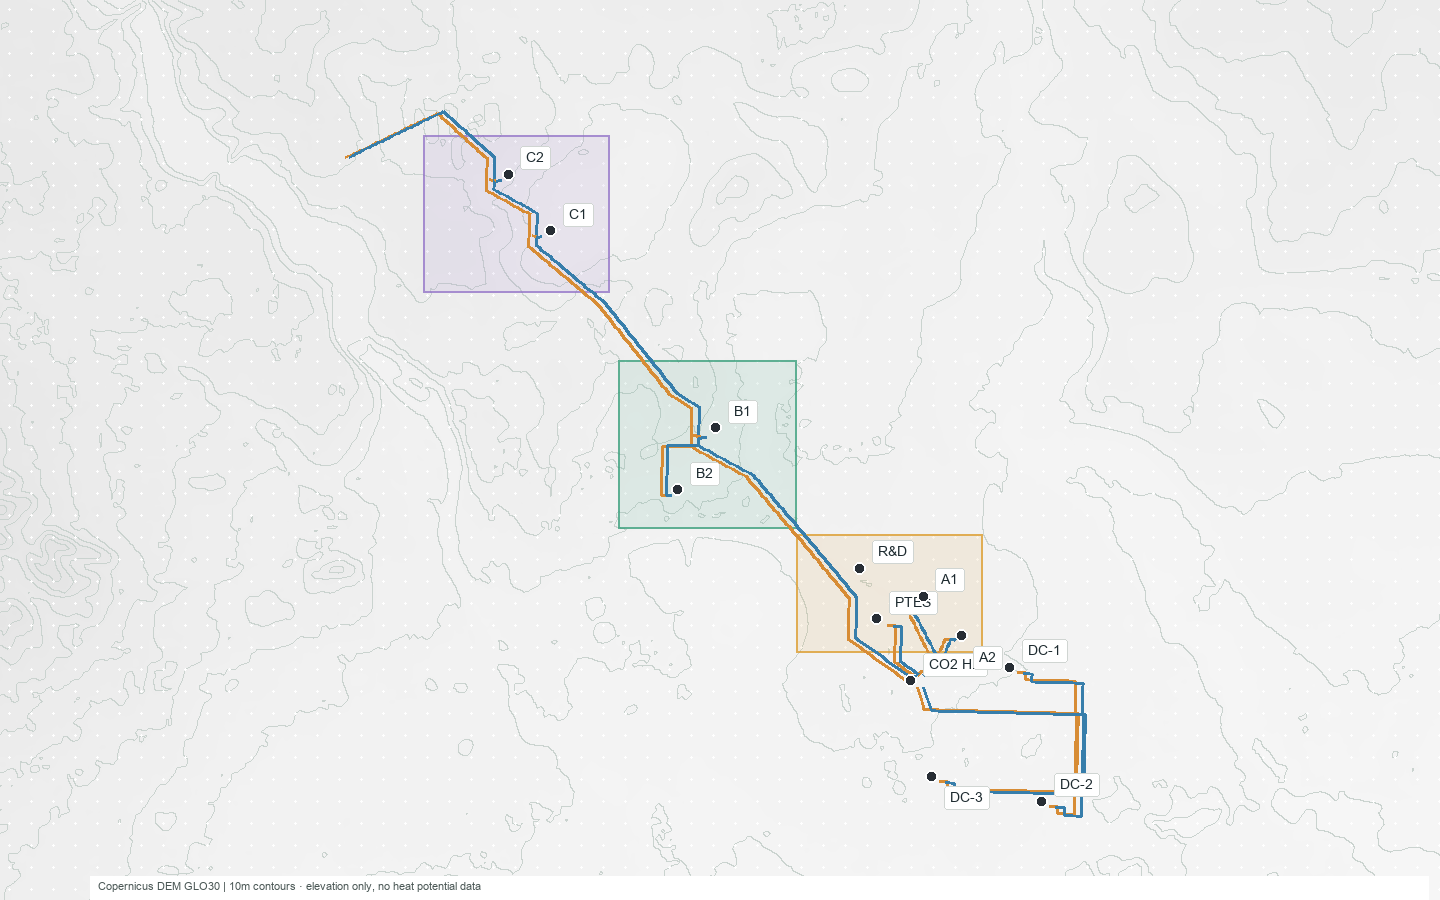 C2
C1
B1
B2
R&D
A1
PTES
DC-1
A2
CO2 H
DC-2
DC-3
Copernicus DEM GLO30 | 10m contours · elevation only, no heat potential data